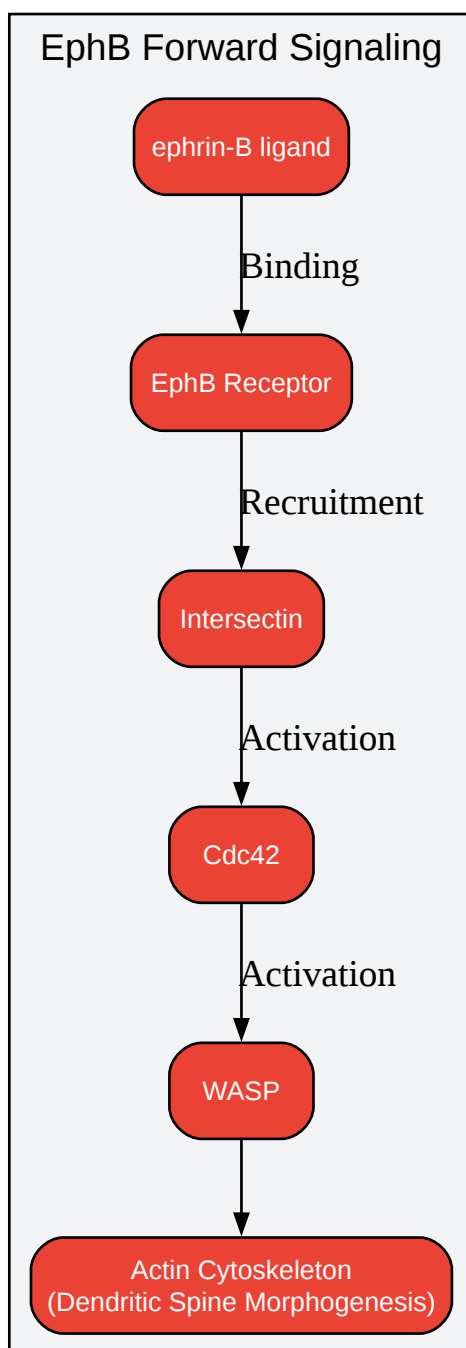 EphB Forward Signaling
ephrin-B ligand
Binding
EphB Receptor
Recruitment
Intersectin
Activation
Cdc42
Activation
WASP
Actin Cytoskeleton
(Dendritic Spine Morphogenesis)